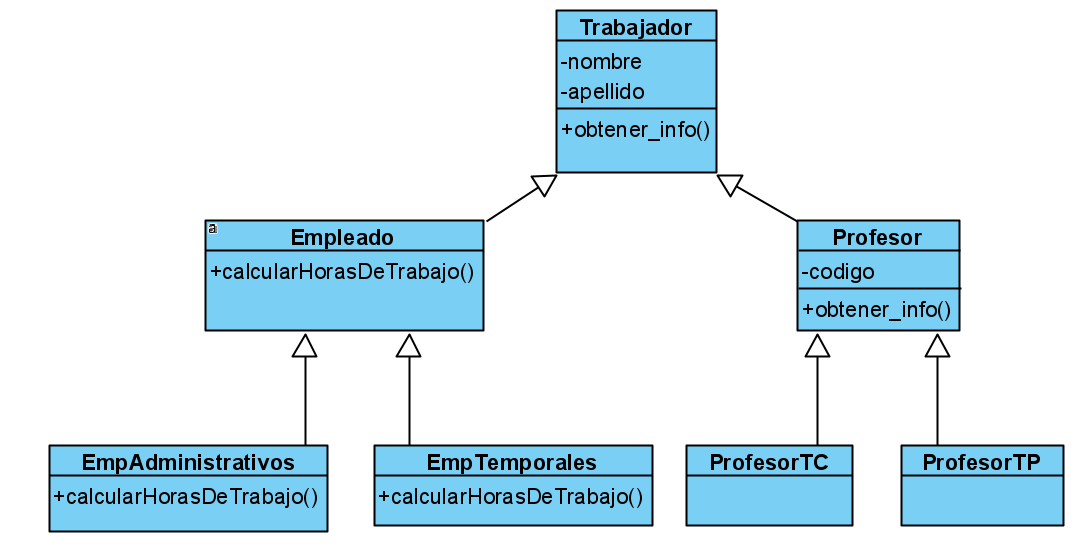 Trabajador
-nombre
-apellido
+obtener_info()
a
Empleado
+calcularHorasDeTrabajo()
Profesor
-codigo
+obtener_info()
EmpAdministrativos
+calcularHorasDeTrabajo()
EmpTemporales
+calcularHorasDeTrabajo()
ProfesorTC
ProfesorTP